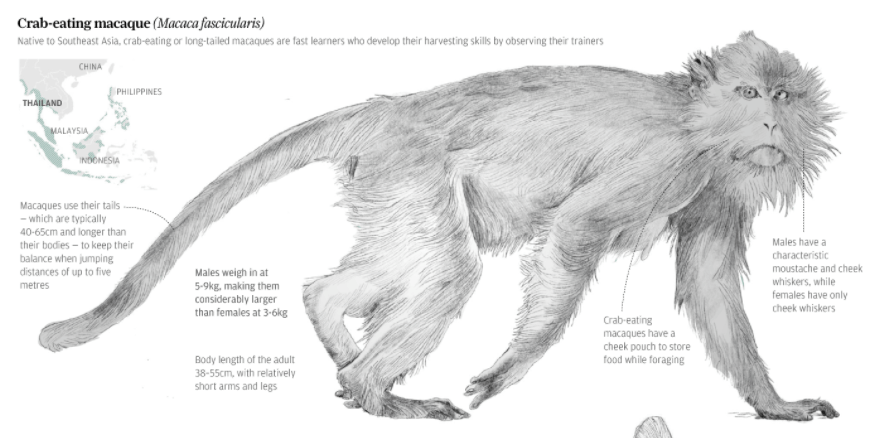 Crab-eating macaque (Macaca fascicularis)
Native to Southeast Asia, crab-eating or long-tailed macaques are fast learners who develop their harvesting skills by observing their trainers
CHINA
PHILIPPINES
THAILAND
MALAYSIA
INDONESIA
Macaques use their tails
– which are typically
40-65cm and longer than
their bodies – to keep their
balance when jumping
distances of up to five
metres
Males weigh in at
5-9kg, making them
considerably larger
than females at 3-6kg
Body length of the adult
38-55cm, with relatively
short arms and legs
Crab-eating
macaques have a
cheek pouch to store
food while foraging
Males have a
characteristic
moustache and cheek
whiskers, while
females have only
cheek whiskers